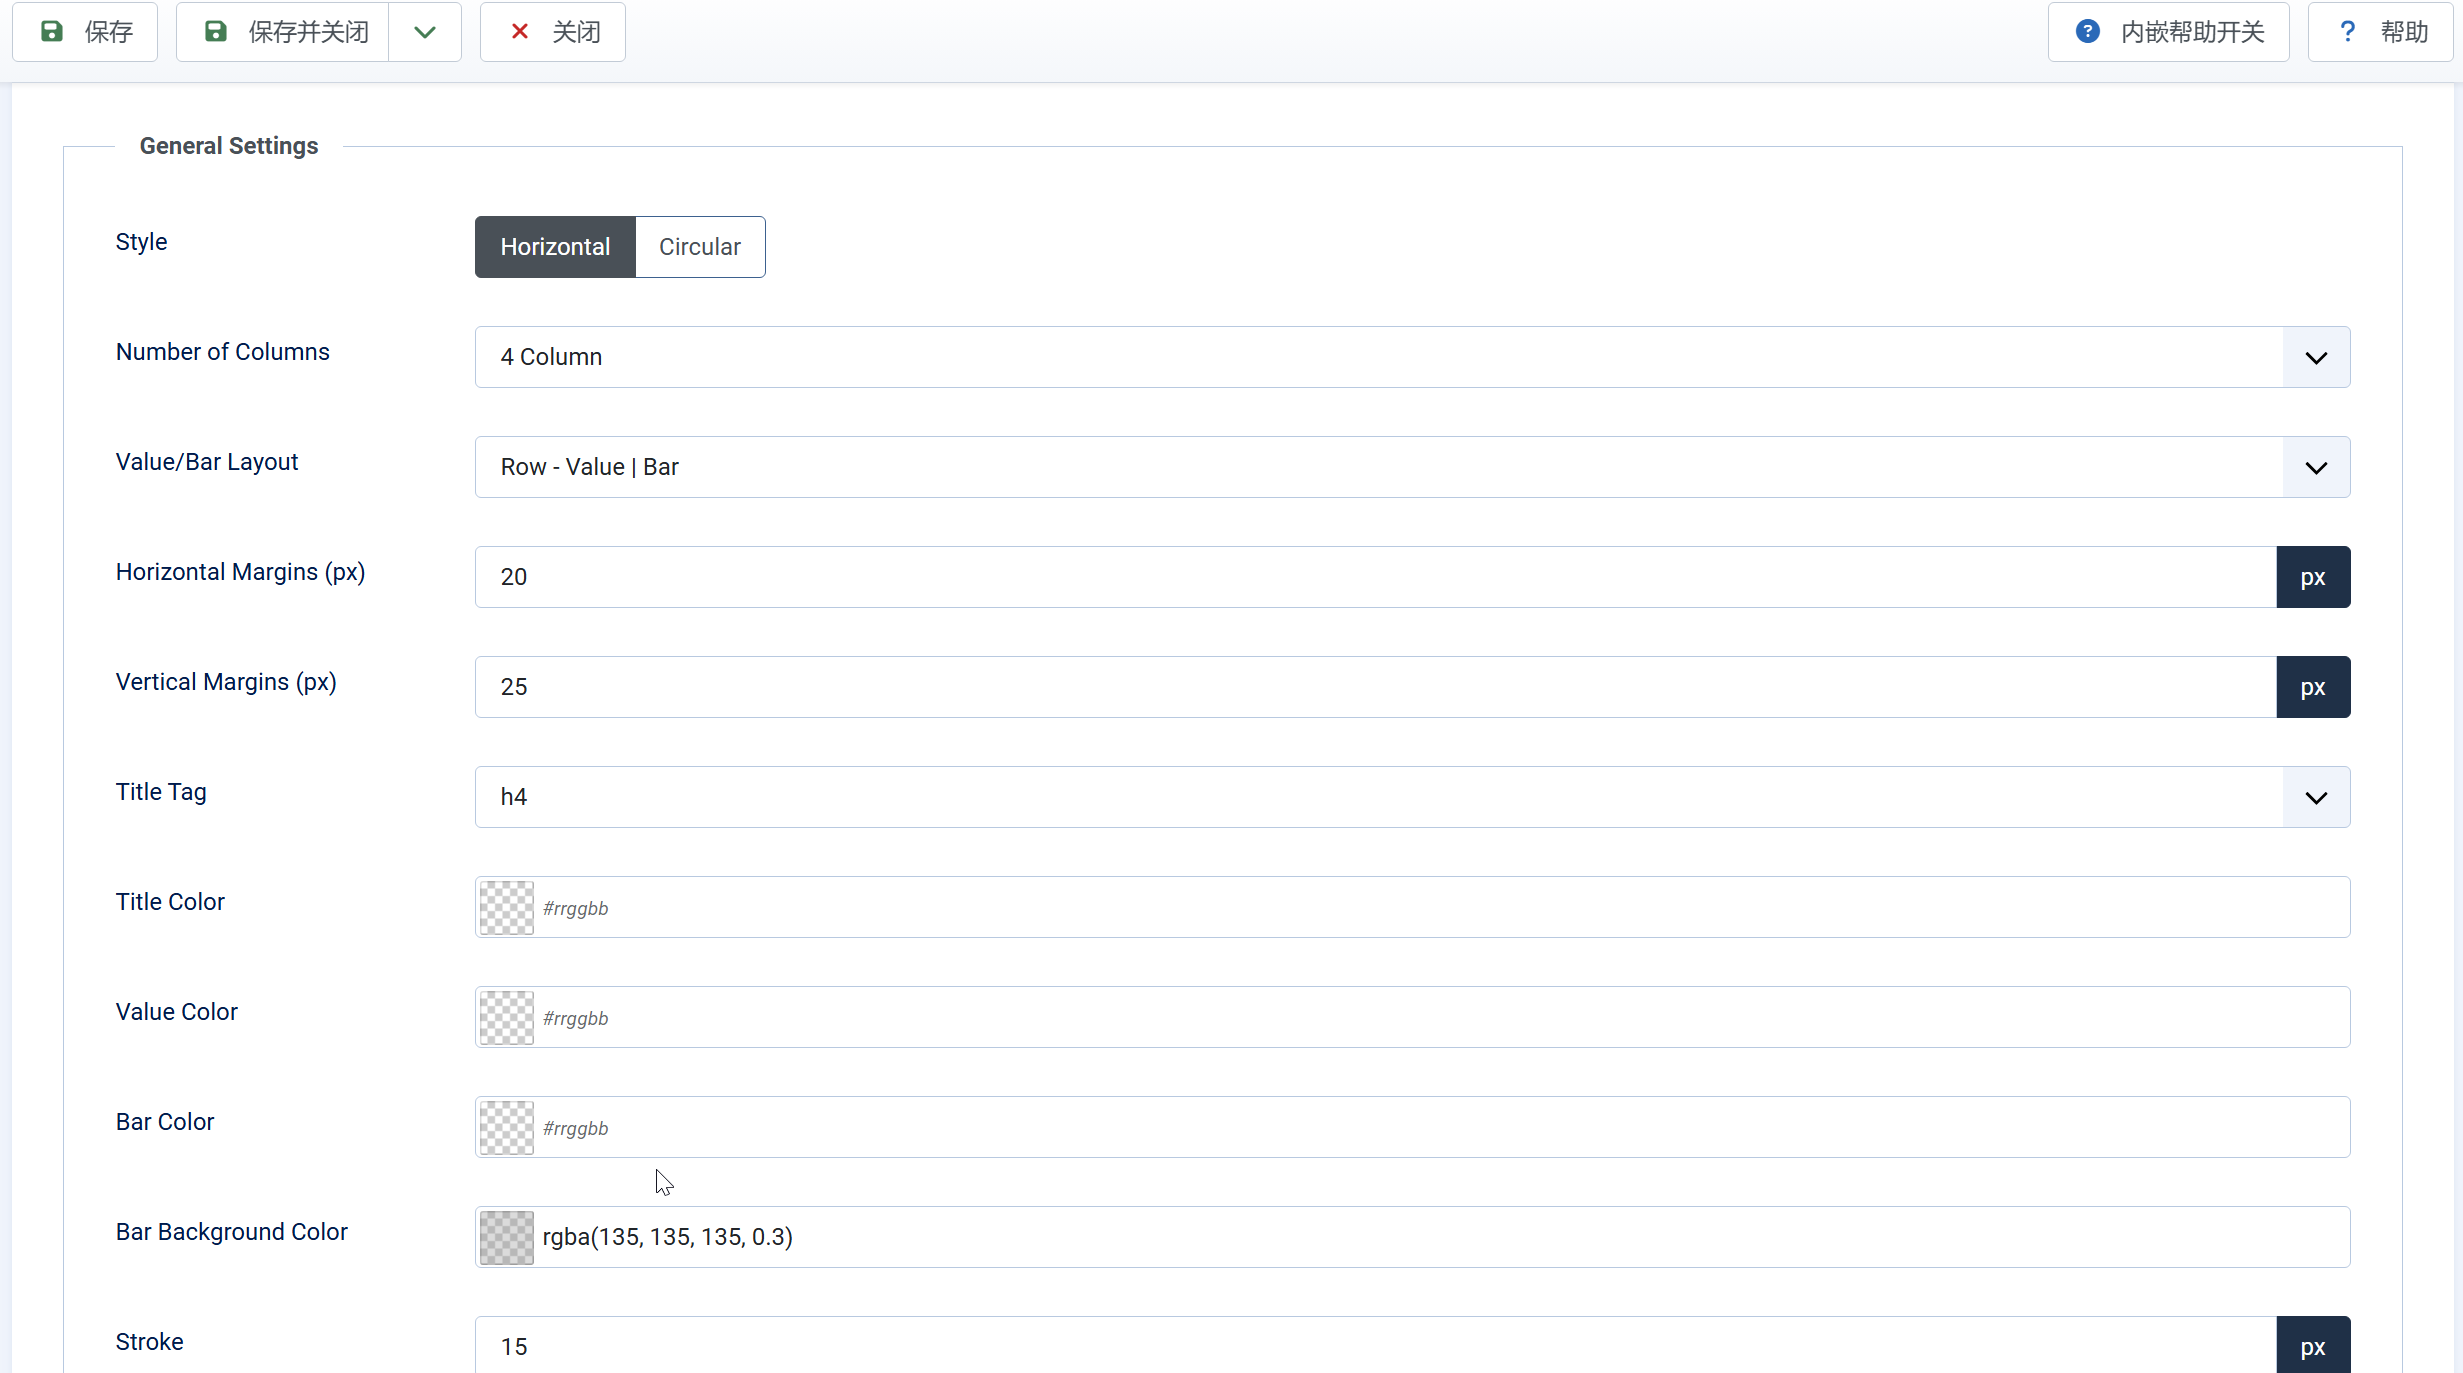 保存
保存并关闭
关闭
内嵌帮助开关
帮助
General Settings
Style
Horizontal
Circular
Number of Columns
4 Column
Value/Bar Layout
Row - Value | Bar
Horizontal Margins (px)
20
px
Vertical Margins (px)
25
px
Title Tag
h4
Title Color
#rrggbb
Value Color
#rrggbb
Bar Color
#rrggbb
Bar Background Color
rgba(135, 135, 135, 0.3)
Stroke
15
px